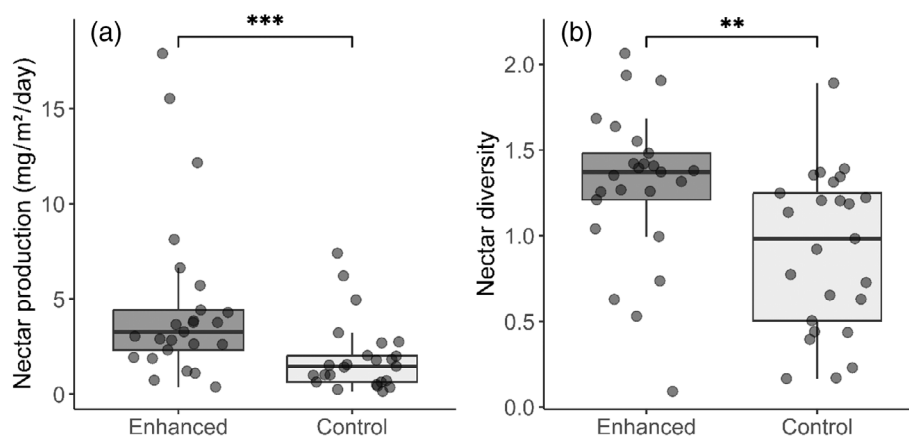 (a)
***
Nectar production (mg/m²/day)
15
10
5
0
Enhanced
Control
(b)
**
Nectar diversity
2.0
1.5
1.0
0.5
0.0
Enhanced
Control